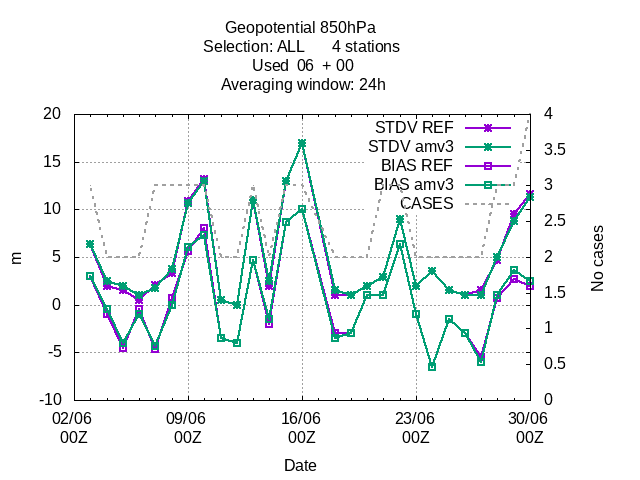 Geopotential 850hPa
Selection: ALL 4 stations
Used 06 + 00
Averaging window: 24h
20
15
10
5
0
-5
-10
m
4
3.5
3
2.5
2
1.5
1
0.5
0
No cases
STDV REF
STDV amv3
BIAS REF
BIAS amv3
CASES
02/06 09/06 16/06 23/06 30/06
00Z 00Z 00Z 00Z 00Z
Date